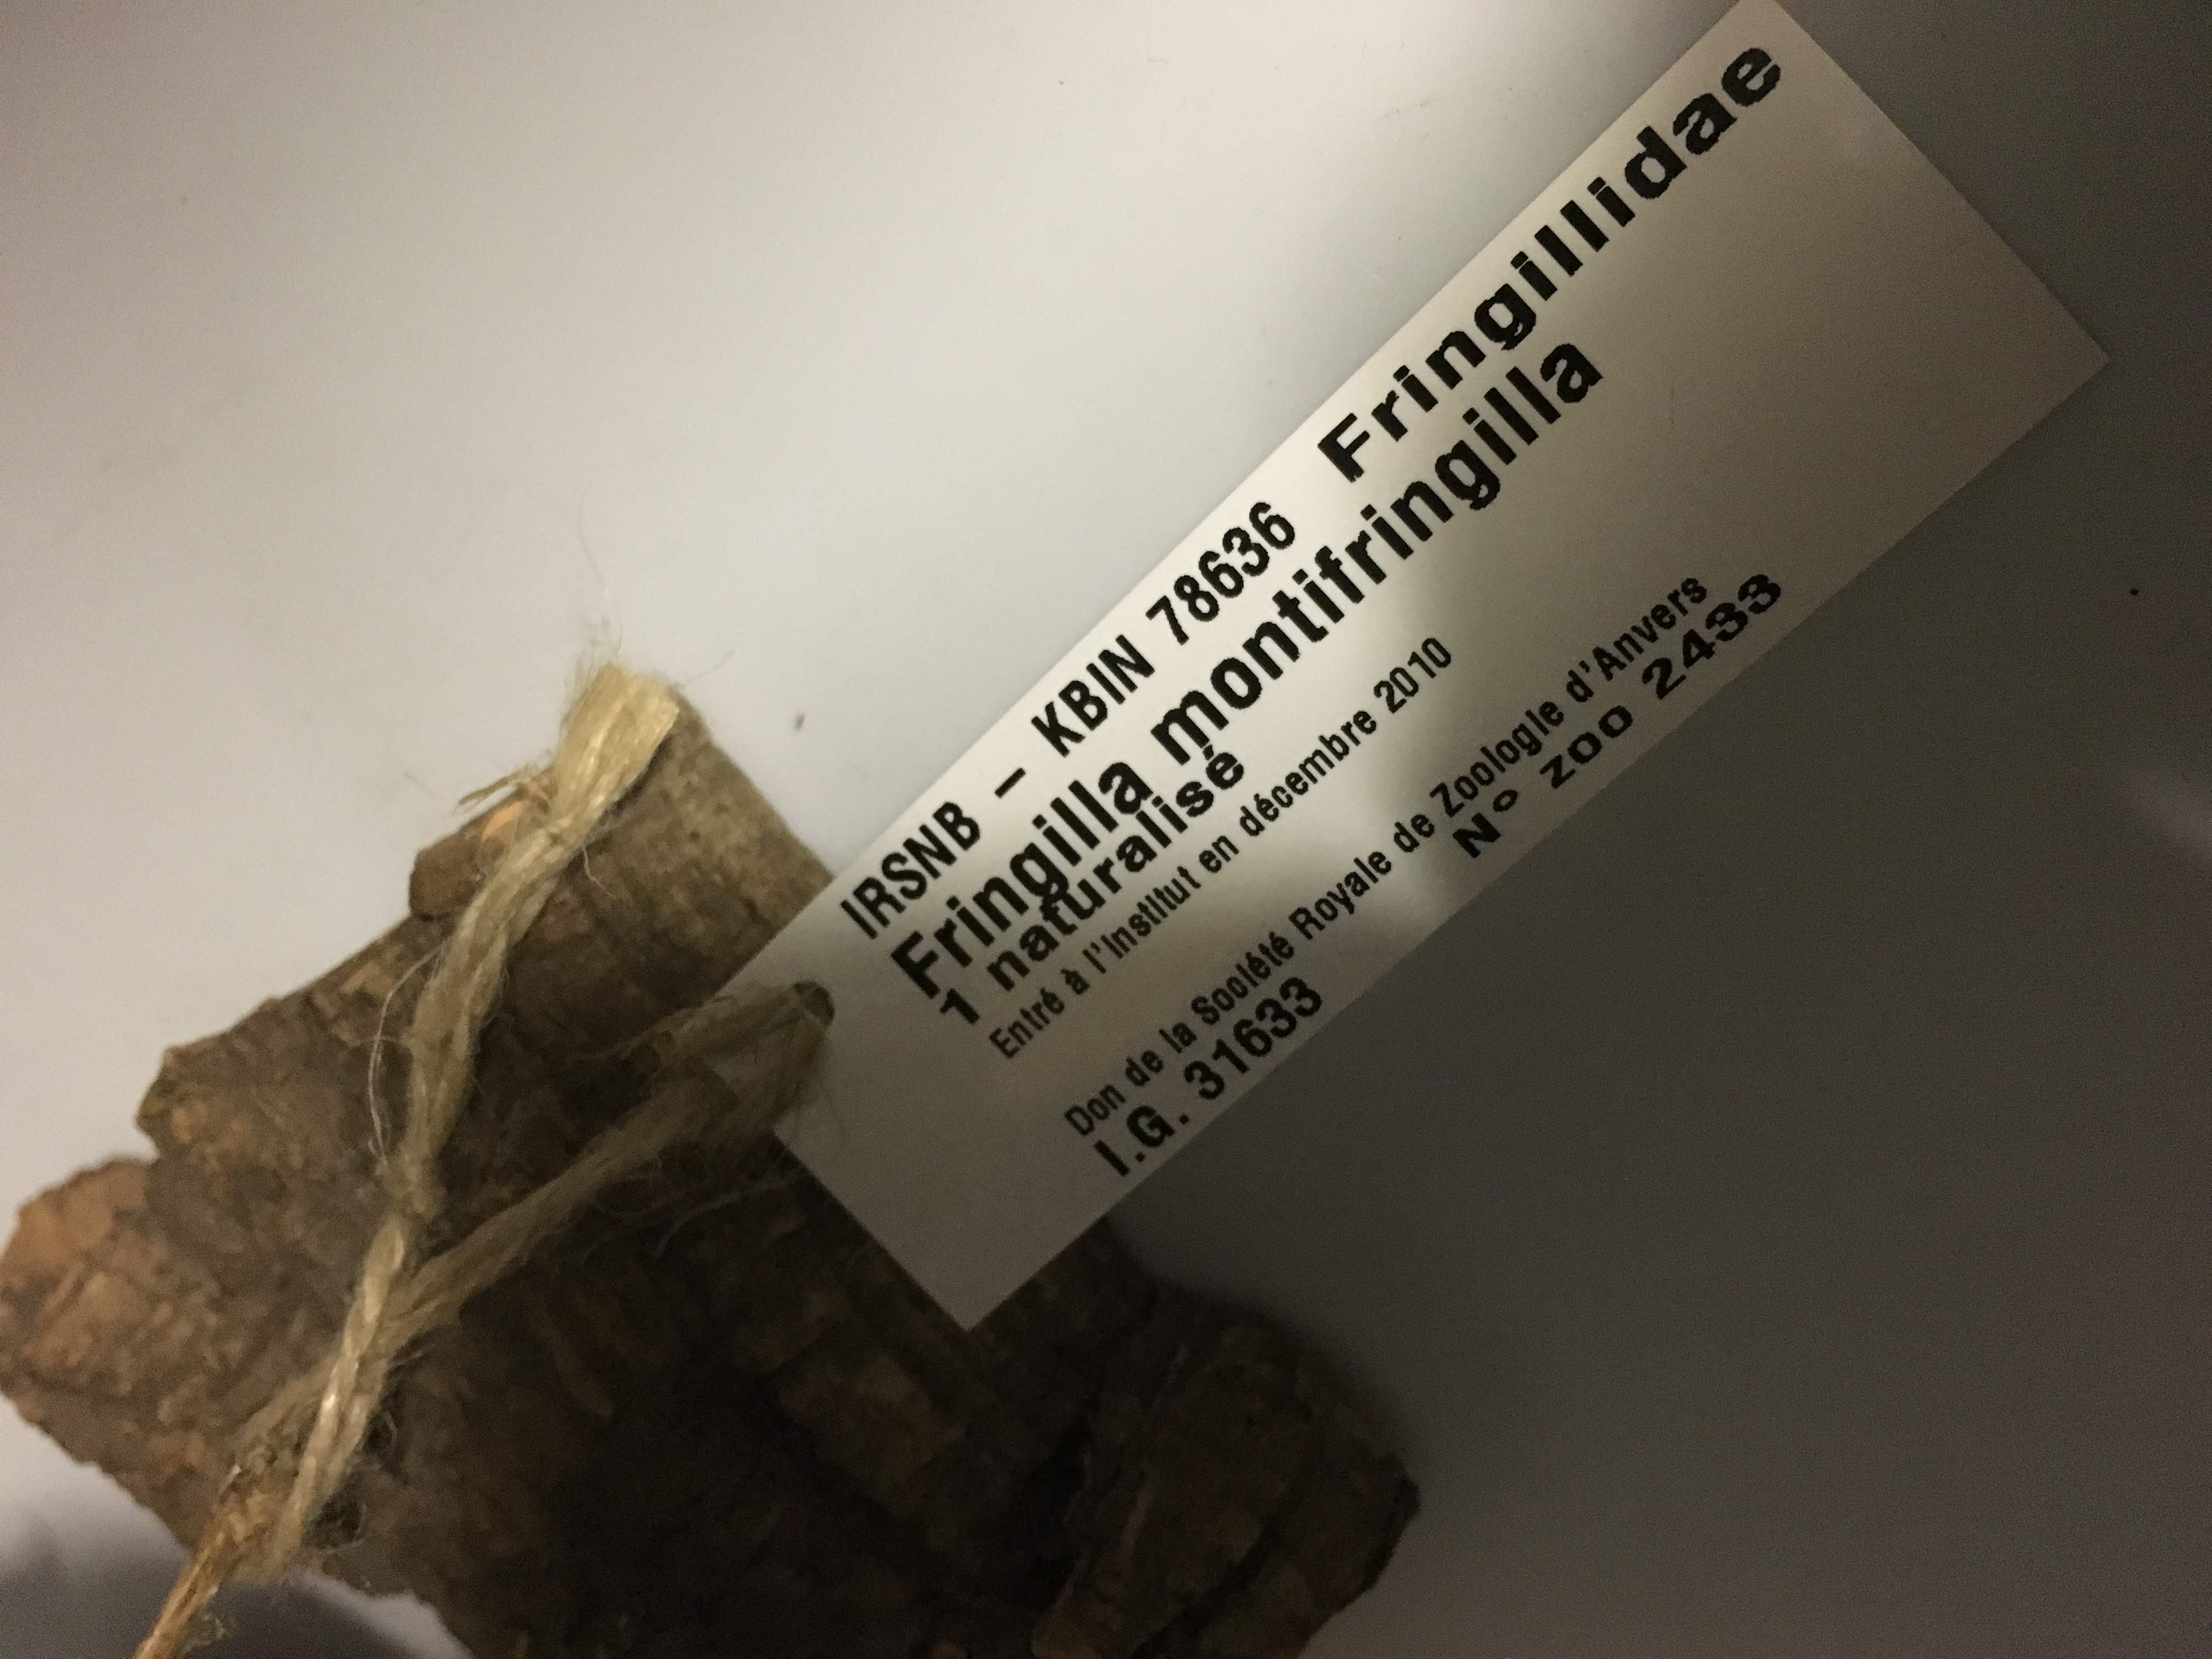 IRSNB – KBIN 78636 Fringillidae
Fringilla montifringilla
1 naturalisé
Entré à l'Institut en décembre 2010
Don de la Société Royale de Zoologie d'Anvers
I.G. 31633 N° ZOO 2433